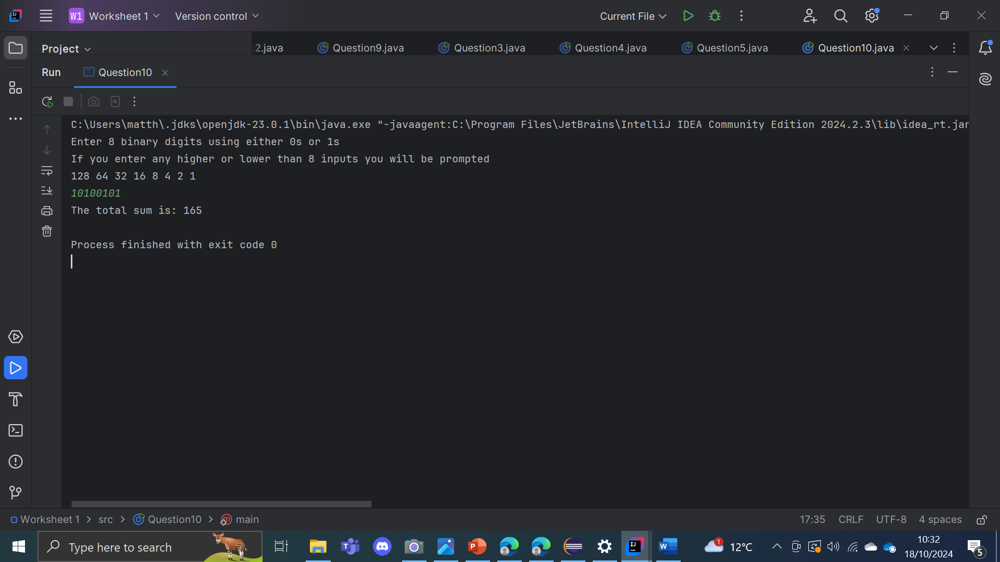 W1 Worksheet 1 Version control Current File
Project
2.java Question9.java Question3.java Question4.java Question5.java Question10.java
Run Question10
C:\Users\matth\.jdks\openjdk-23.0.1\bin\java.exe "-javaagent:C:\Program Files\JetBrains\IntelliJ IDEA Community Edition 2024.2.3\lib\idea_rt.jar
Enter 8 binary digits using either 0s or 1s
If you enter any higher or lower than 8 inputs you will be prompted
128 64 32 16 8 4 2 1
10100101
The total sum is: 165
Process finished with exit code 0
Worksheet 1 > src > Question10 > main 17:35 CRLF UTF-8 4 spaces
Type here to search
1 12°C
10:32
18/10/2024
5